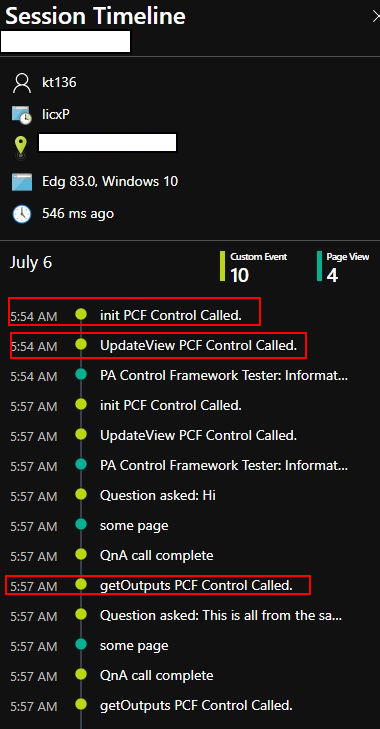 Session Timeline
kt136
IicxP
Edg 83.0, Windows 10
546 ms ago
July 6
Custom Event
10
Page View
4
5:54 AM init PCF Control Called.
5:54 AM UpdateView PCF Control Called.
5:54 AM PA Control Framework Tester: Informat...
5:57 AM init PCF Control Called.
5:57 AM UpdateView PCF Control Called.
5:57 AM PA Control Framework Tester: Informat...
5:57 AM Question asked: Hi
5:57 AM some page
5:57 AM QnA call complete
5:57 AM getOutputs PCF Control Called.
5:57 AM Question asked: This is all from the sa...
5:57 AM some page
5:57 AM QnA call complete
5:57 AM getOutputs PCF Control Called.